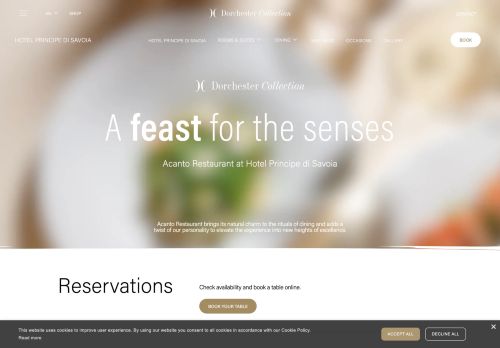 SHOP
Dorchester Collection
CONTACT
HOTEL PRINCIPE DI SAVOIA
HOTEL PRINCIPE DI SAVOIA
ROOMS & SUITES
DINING
OCCASIONS
GALLERY
BOOK
Dorchester Collection
A feast for the senses
Acanto Restaurant at Hotel Principe di Savoia
Acanto Restaurant brings its natural charm to the rituals of dining and adds a
twist of our personality to elevate the experience into new heights of excellence.
Reservations
Check availability and book a table online.
BOOK YOUR TABLE
This website uses cookies to improve user experience. By using our website you consent to all cookies in accordance with our Cookie Policy.
Read more
ACCEPT ALL
DECLINE ALL